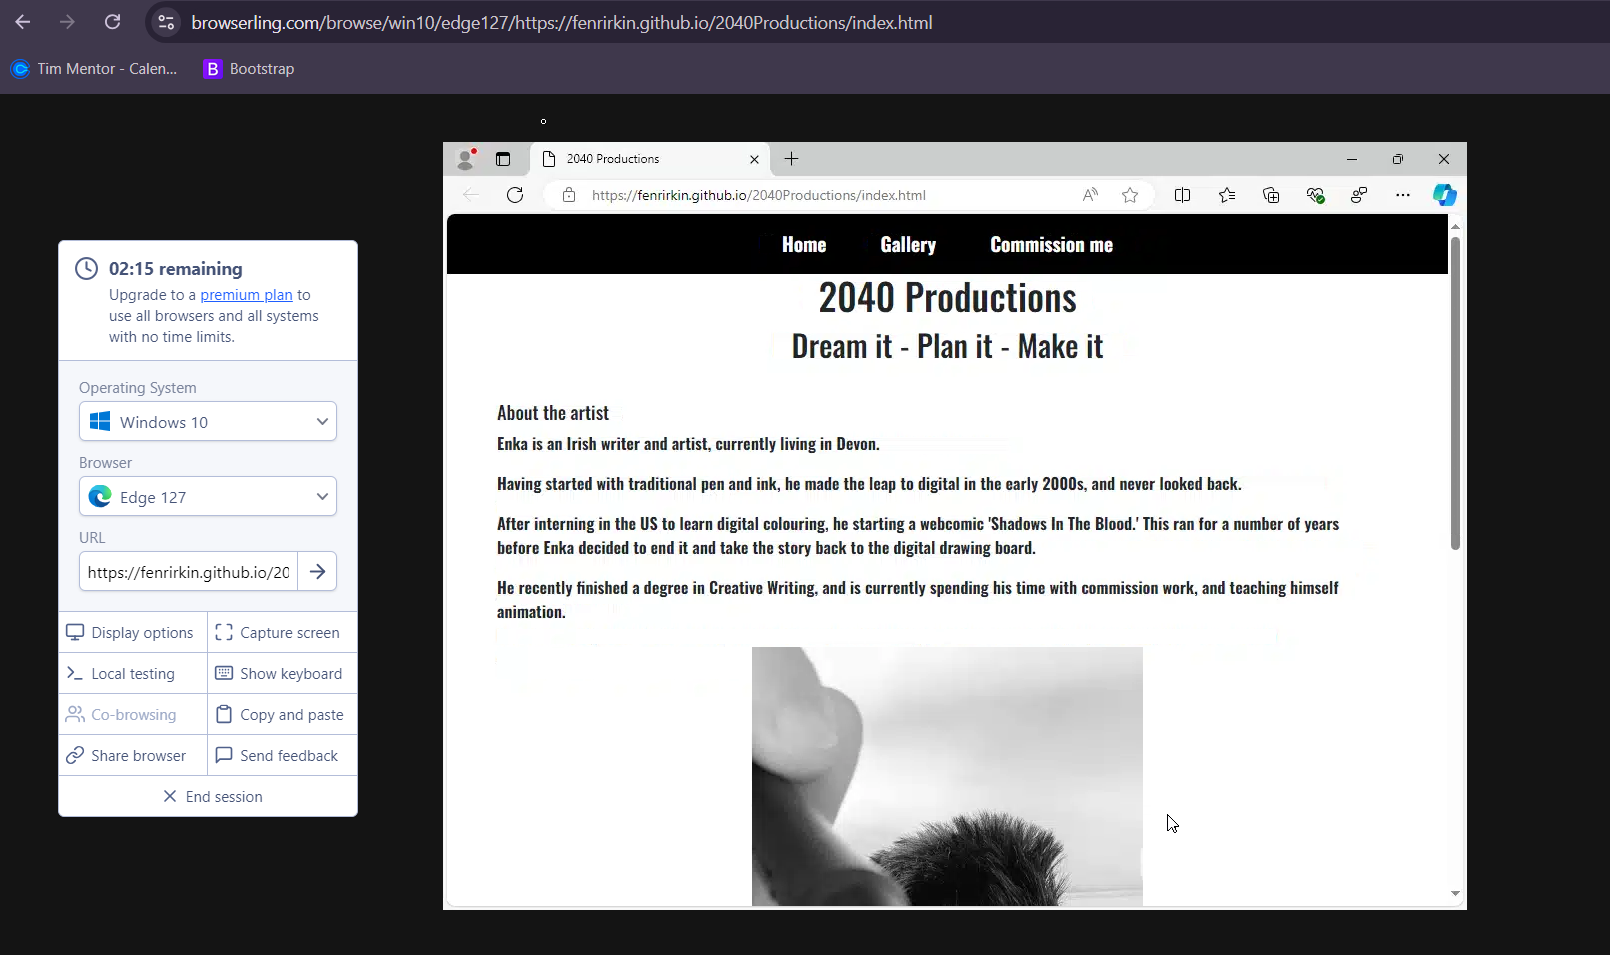 browserling.com/browse/win10/edge127/https://fenrirkin.github.io/2040Productions/index.html
Tim Mentor - Calen...
B Bootstrap
2040 Productions
https://fenrirkin.github.io/2040Productions/index.html
Home Gallery Commission me
2040 Productions
Dream it - Plan it - Make it
About the artist
Enka is an Irish writer and artist, currently living in Devon.
Having started with traditional pen and ink, he made the leap to digital in the early 2000s, and never looked back.
After interning in the US to learn digital colouring, he starting a webcomic 'Shadows In The Blood.' This ran for a number of years
before Enka decided to end it and take the story back to the digital drawing board.
He recently finished a degree in Creative Writing, and is currently spending his time with commission work, and teaching himself
animation.
02:15 remaining
Upgrade to a premium plan to
use all browsers and all systems
with no time limits.
Operating System
Windows 10
Browser
Edge 127
URL
https://fenrirkin.github.io/20
Display options
Capture screen
Local testing
Show keyboard
Co-browsing
Copy and paste
Share browser
Send feedback
End session